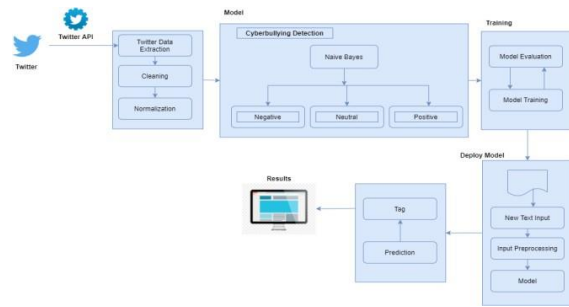 Model
Training
Twitter API
Twitter
Twitter Data
Extraction
Cleaning
Normalization
Cyberbullying Detection
Naive Bayes
Negative
Neutral
Positive
Model Evaluation
Model Training
Deploy Model
New Text Input
Input Preprocessing
Model
Tag
Prediction
Results